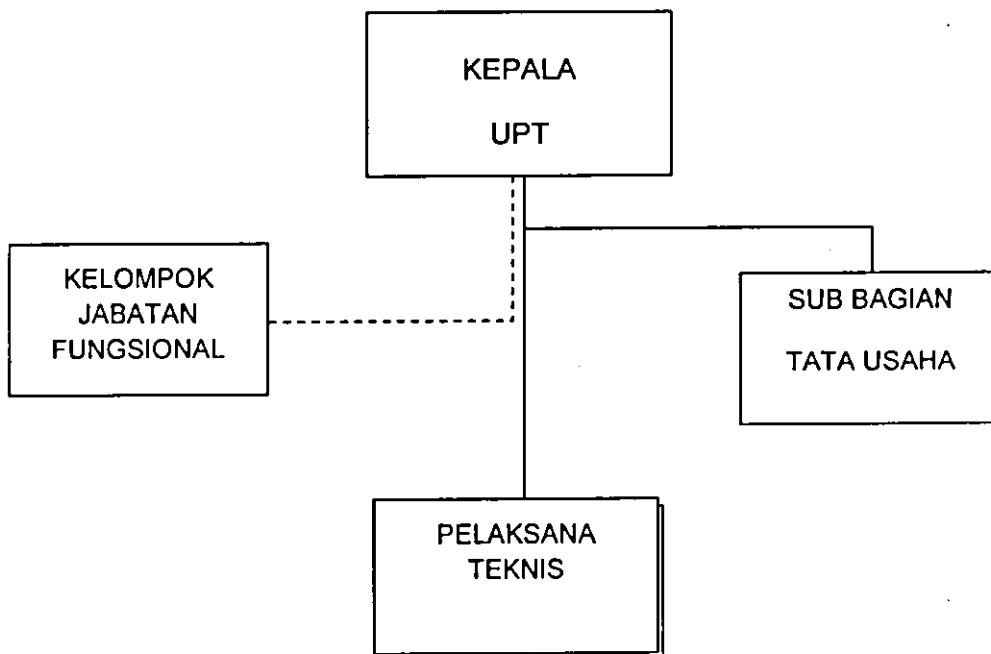 KEPALA
UPT
KELOMPOK
JABATAN
FUNGSIONAL
SUB BAGIAN
TATA USAHA
PELAKSANA
TEKNIS